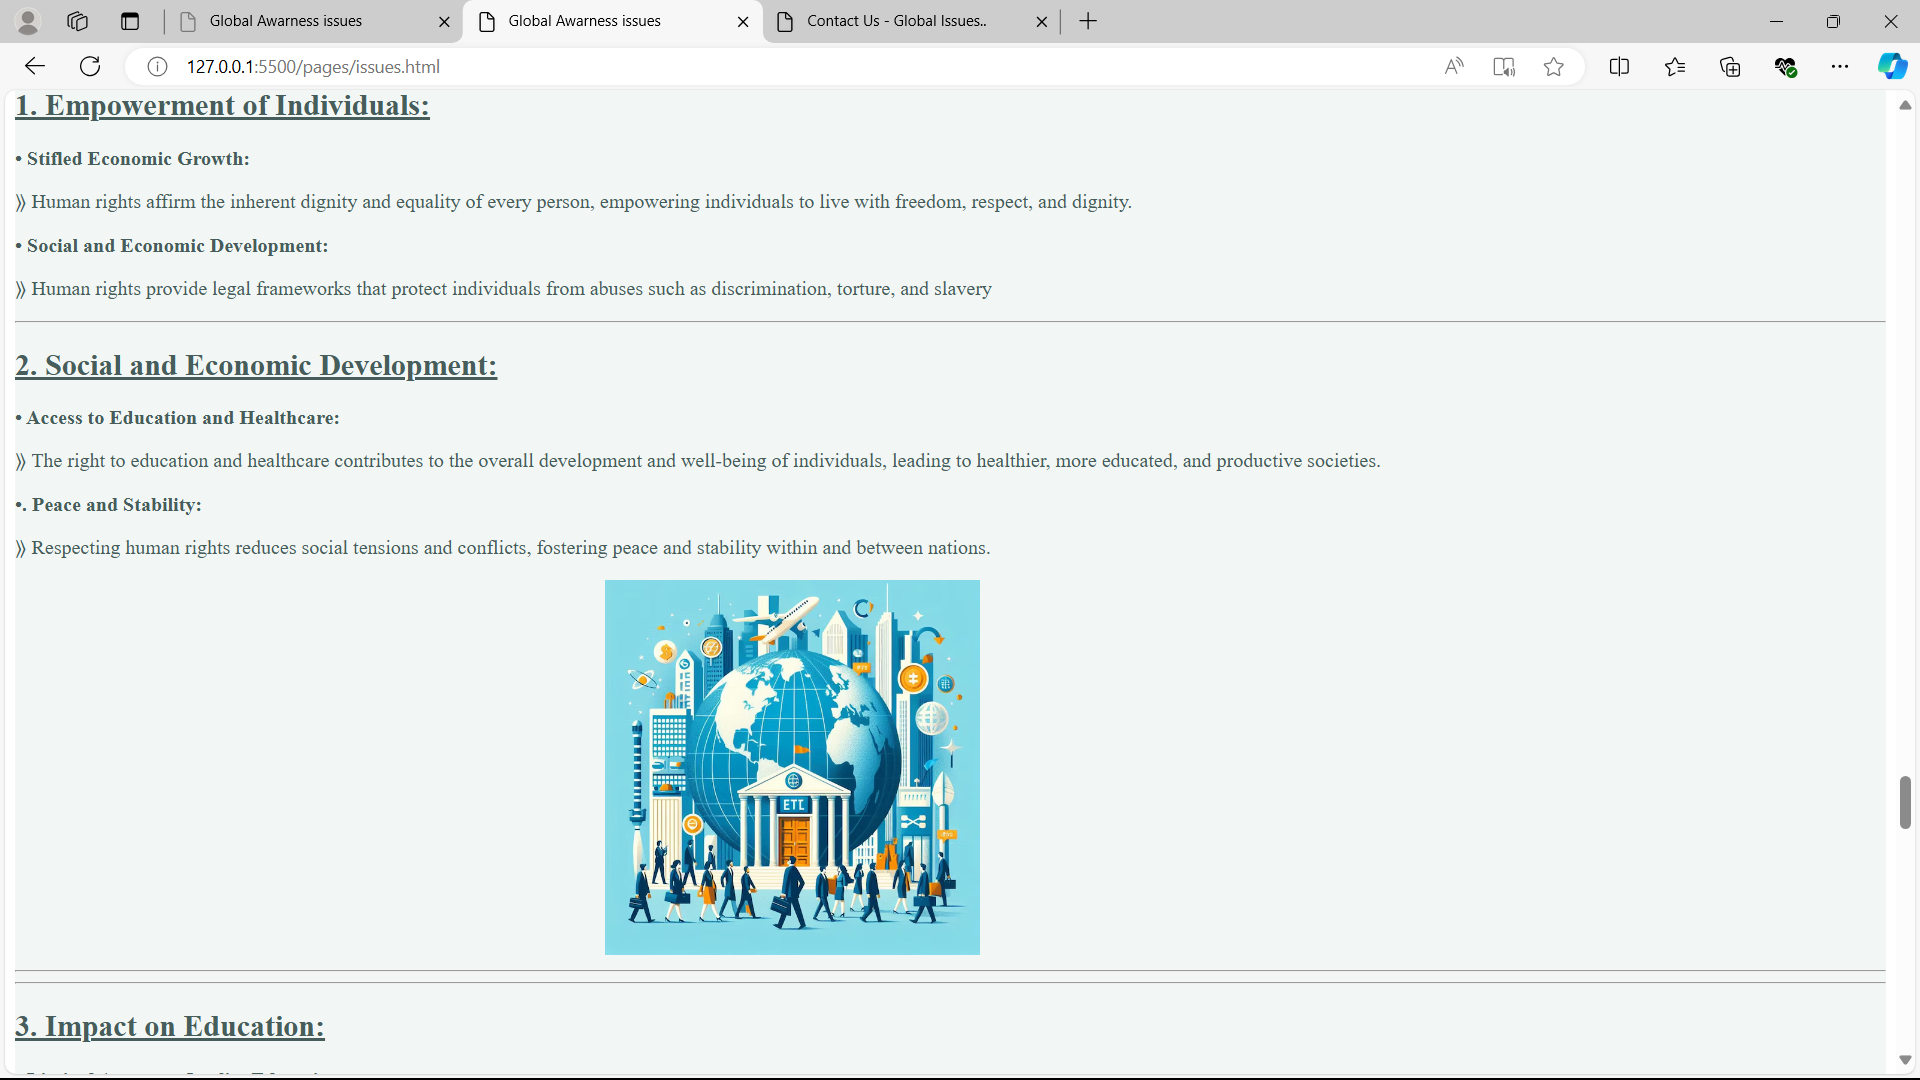 Global Awarness issues
Global Awarness issues
Contact Us - Global Issues..
127.0.0.1:5500/pages/issues.html
1. Empowerment of Individuals:
• Stifled Economic Growth:
⟫ Human rights affirm the inherent dignity and equality of every person, empowering individuals to live with freedom, respect, and dignity.
• Social and Economic Development:
⟫ Human rights provide legal frameworks that protect individuals from abuses such as discrimination, torture, and slavery
2. Social and Economic Development:
• Access to Education and Healthcare:
⟫ The right to education and healthcare contributes to the overall development and well-being of individuals, leading to healthier, more educated, and productive societies.
•. Peace and Stability:
⟫ Respecting human rights reduces social tensions and conflicts, fostering peace and stability within and between nations.
ETC
3. Impact on Education: